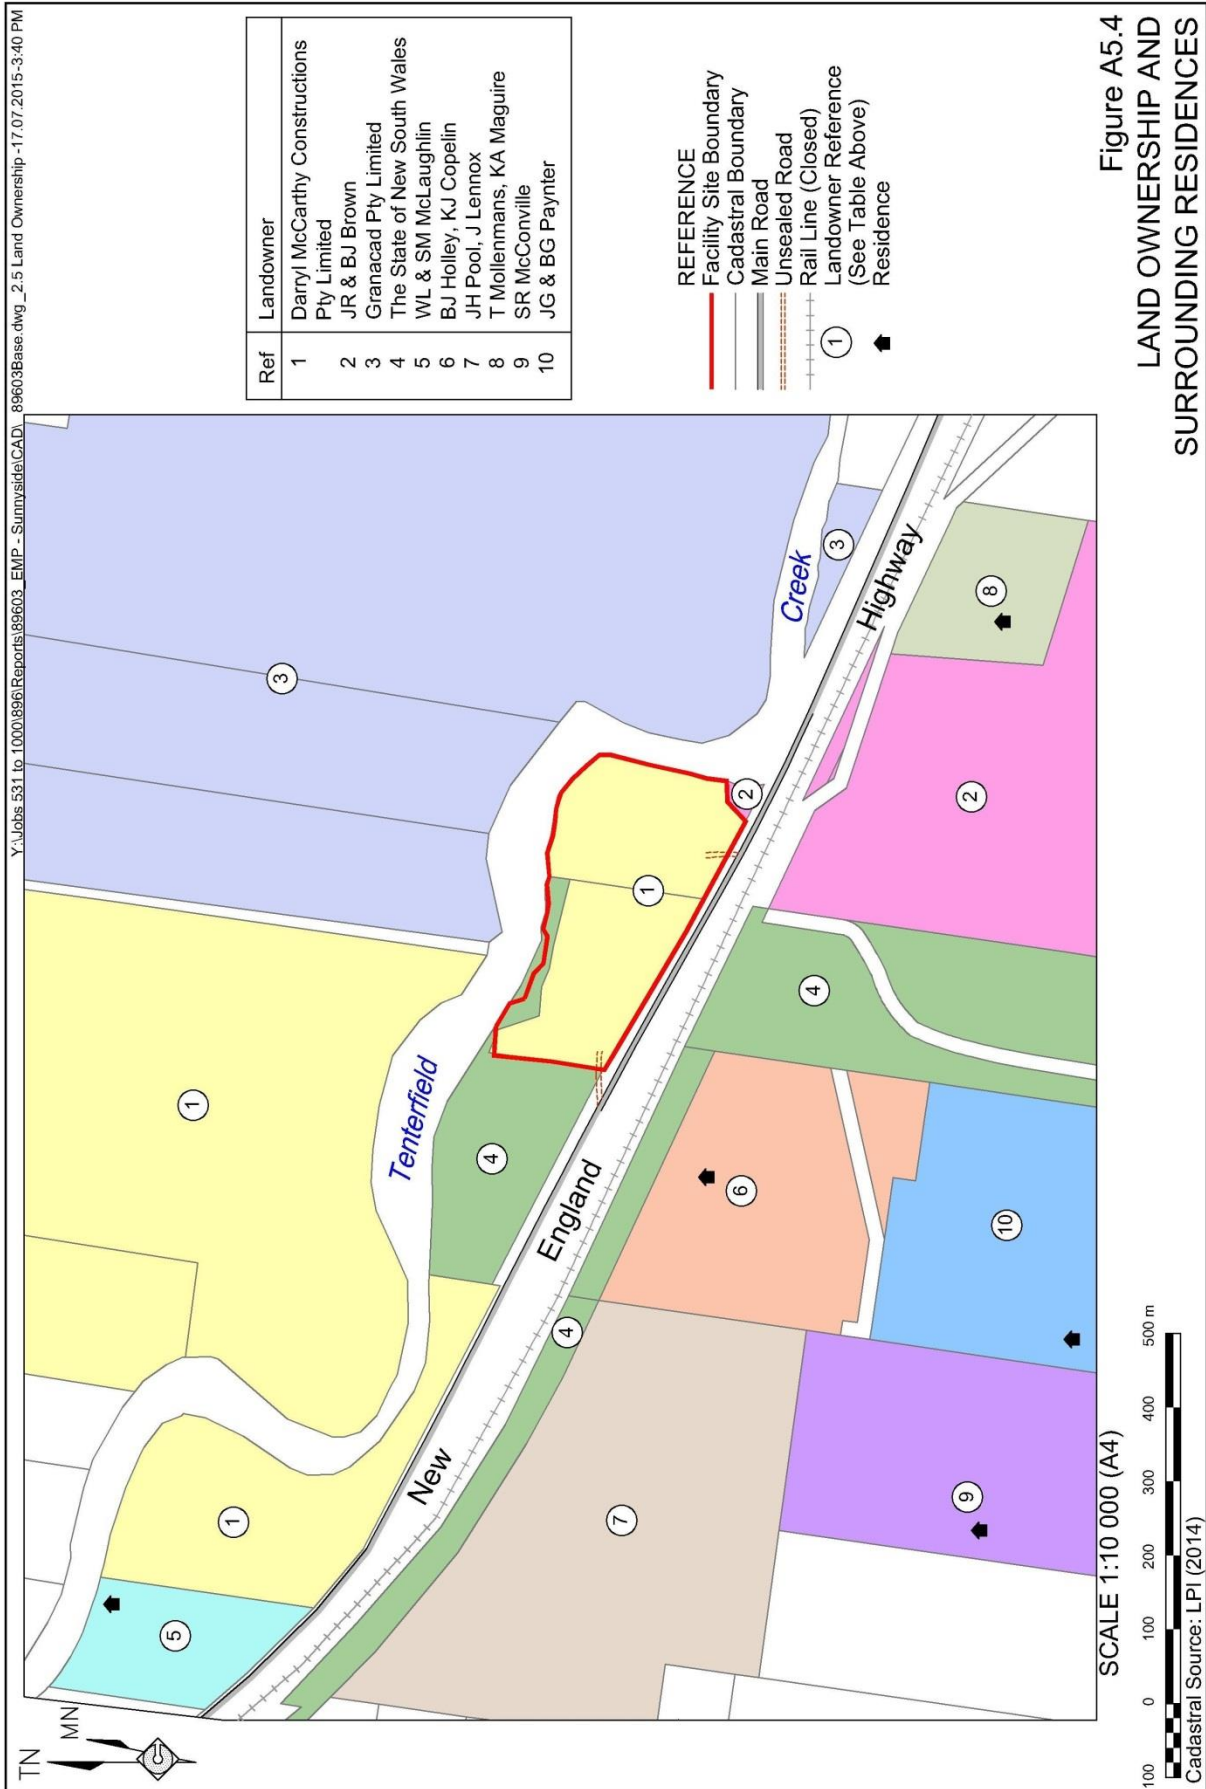 Y:\Jobs 531 to 1000\896\Reports\89603_EMP - Sunnyside\CAD\_89603Base.dwg_2.5 Land Ownership -17.07.2015-3:40 PM
TN
MN
Ref Landowner
1 Darryl McCarthy Constructions
Pty Limited
2 JR & BJ Brown
3 Granacad Pty Limited
4 The State of New South Wales
5 WL & SM McLaughlin
6 BJ Holley, KJ Copelin
7 JH Pool, J Lennox
8 T Mollenmans, KA Maguire
9 SR McConville
10 JG & BG Paynter
REFERENCE
Facility Site Boundary
Cadastral Boundary
Main Road
Unsealed Road
Rail Line (Closed)
1 Landowner Reference
(See Table Above)
Residence
5
1
1
3
Tenterfield
4
1
2
Creek
3
New
England
Highway
4
7
6
4
2
8
9
10
SCALE 1:10 000 (A4)
100 0 100 200 300 400 500 m
Cadastral Source: LPI (2014)
Figure A5.4
LAND OWNERSHIP AND
SURROUNDING RESIDENCES